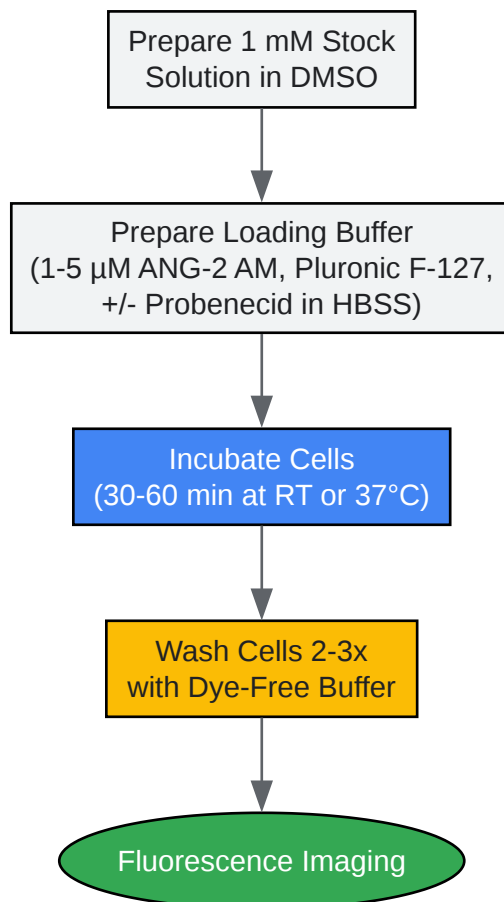 Prepare 1 mM Stock
Solution in DMSO
Prepare Loading Buffer
(1-5 µM ANG-2 AM, Pluronic F-127,
+/- Probenecid in HBSS)
Incubate Cells
(30-60 min at RT or 37°C)
Wash Cells 2-3x
with Dye-Free Buffer
Fluorescence Imaging